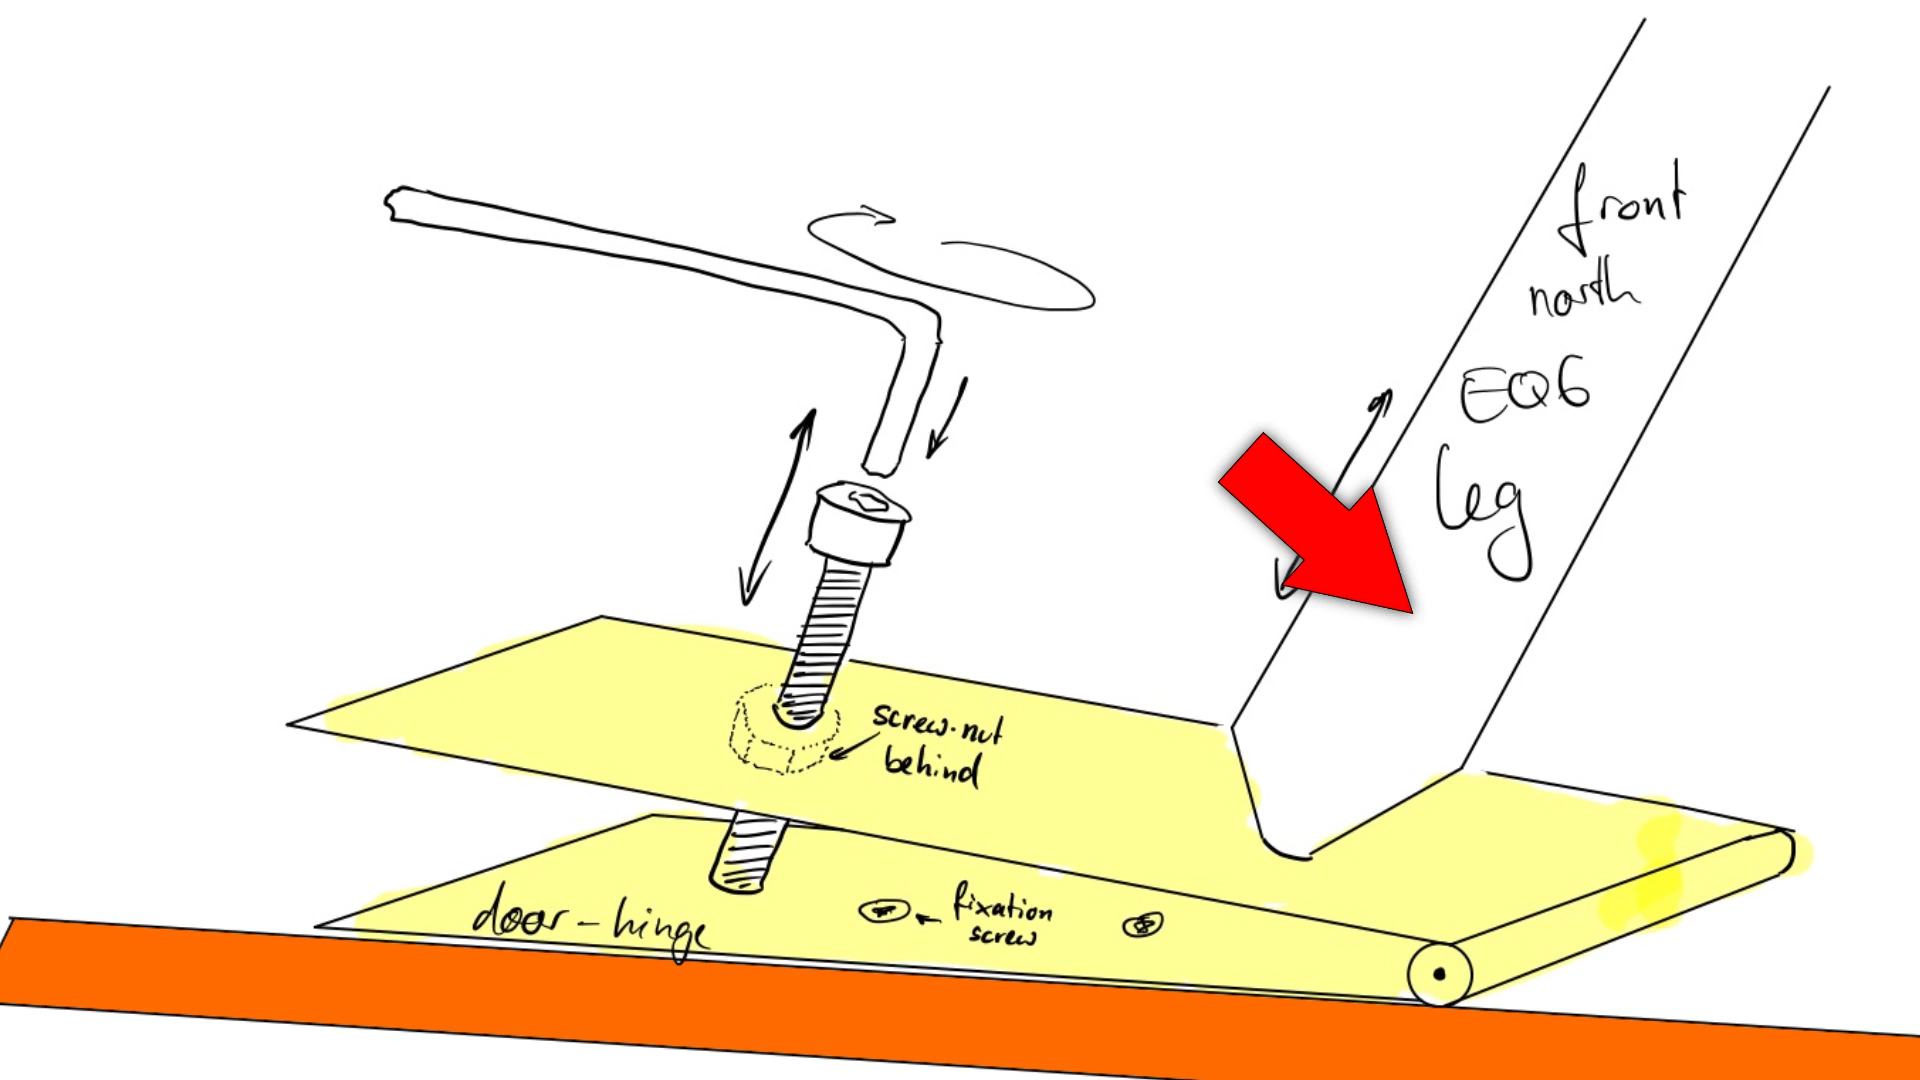 front
north
EQ6
leg
screw-nut
behind
door-hinge
fixation
screw